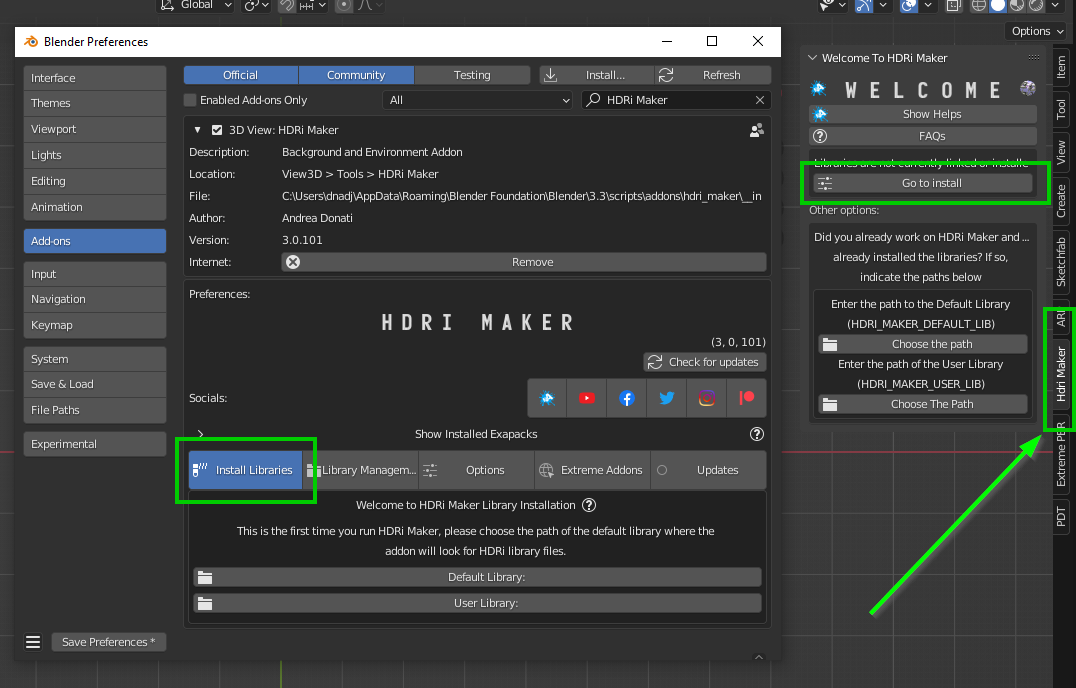 Global
Options
Blender Preferences
Interface
Themes
Viewport
Lights
Editing
Animation
Add-ons
Input
Navigation
Keymap
System
Save & Load
File Paths
Experimental
Save Preferences *
Official Community Testing Install... Refresh
Enabled Add-ons Only All HDRi Maker
3D View: HDRi Maker
Description: Background and Environment Addon
Location: View3D > Tools > HDRi Maker
File: C:\Users\dnadj\AppData\Roaming\Blender Foundation\Blender\3.3\scripts\addons\hdri_maker\__in
Author: Andrea Donati
Version: 3.0.101
Internet: Remove
Preferences:
HDRI MAKER
(3, 0, 101)
Check for updates
Socials:
Show Installed Exapacks
Install Libraries Library Managem... Options Extreme Addons Updates
Welcome to HDRi Maker Library Installation
This is the first time you run HDRi Maker, please choose the path of the default library where the
addon will look for HDRi library files.
Default Library:
User Library:
Welcome To HDRi Maker
WELCOME
Show Helps
FAQs
Libraries are not currently linked or installe
Go to install
Other options:
Did you already work on HDRi Maker and ...
already installed the libraries? If so,
indicate the paths below
Enter the path to the Default Library
(HDRI_MAKER_DEFAULT_LIB)
Choose the path
Enter the path of the User Library
(HDRI_MAKER_USER_LIB)
Choose The Path
Item
Tool
View
Create
Sketchfab
Hdri Maker
Extreme PBR
PDT